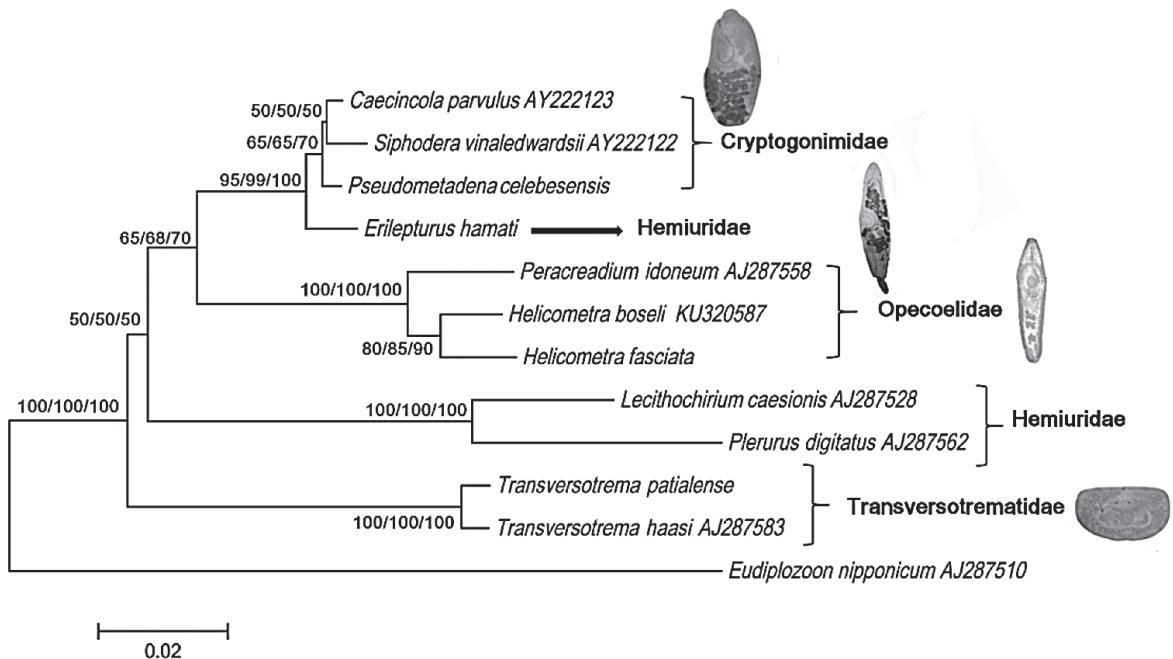 50/50/50
Caecincola parvulus AY222123
65/65/70
Siphodera vinaledwardsii AY222122
Cryptogonimidae
95/99/100
Pseudometadena celebesensis
65/68/70
Erilepturus hamati
Hemiuridae
100/100/100
Peracreadium idoneum AJ287558
Helicometra boseli KU320587
Opecoelidae
50/50/50
80/85/90
Helicometra fasciata
100/100/100
100/100/100
Lecithochirium caesionis AJ287528
Hemiuridae
Plerurus digitatus AJ287562
Transversotrema patialense
Transversotrematidae
100/100/100
Transversotrema haasi AJ287583
Eudiplozoon nipponicum AJ287510
0.02